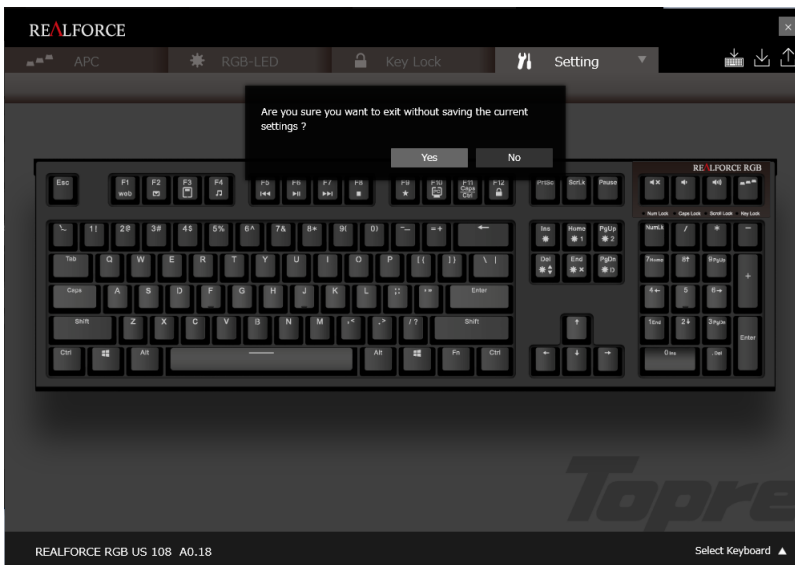 REALFORCE
×
APC
RGB-LED
Key Lock
Setting
Are you sure you want to exit without saving the current
settings ?
Yes
No
REALFORCE RGB
Esc
F1 F2 F3 F4 F5 F6 F7 F8 F9 F10 F11 F12 PrtSc ScrLk Pause
web
Caps
Ctrl
Num Lock Caps Lock Scroll Lock Key Lock
1! 2@ 3# 4$ 5% 6^ 7& 8* 9( 0) -_ =+ Ins Home PgUp NumLk / * -
1 2
Tab Q W E R T Y U I O P [{ ]} \| Del End PgDn 7Home 8 9PgUp +
× D
Caps A S D F G H J K L ;: '" Enter 4 5 6
Shift Z X C V B N M ,< .> /? Shift 1End 2 3PgDn Enter
Ctrl Alt Alt Fn Ctrl 0Ins .Del
Topre
REALFORCE RGB US 108 A0.18
Select Keyboard ▲